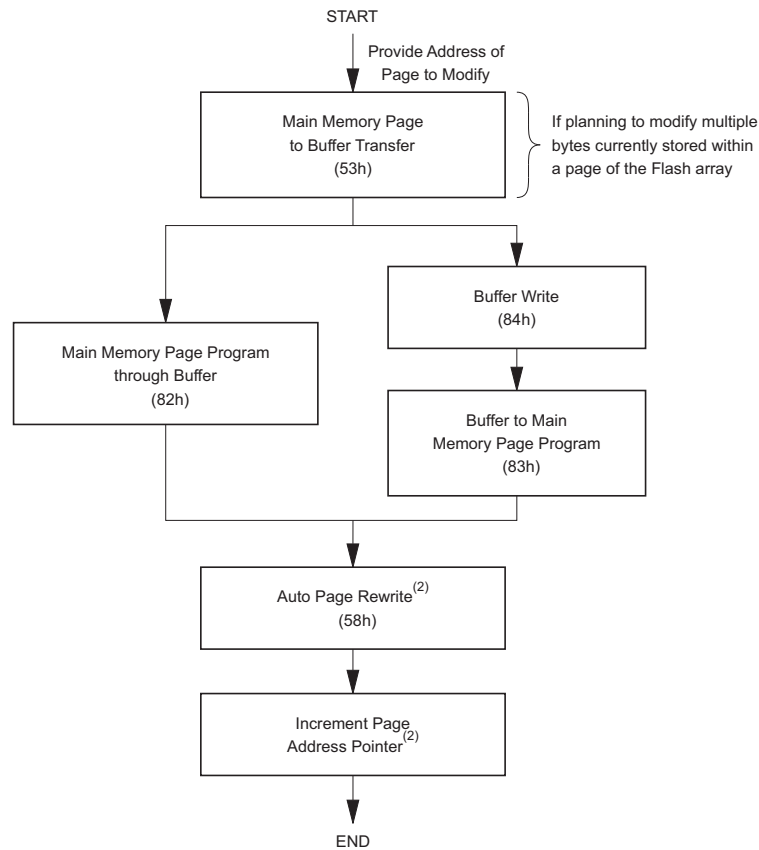 START
Provide Address of
Page to Modify
Main Memory Page
to Buffer Transfer
(53h)
If planning to modify multiple
bytes currently stored within
a page of the Flash array
Main Memory Page Program
through Buffer
(82h)
Buffer Write
(84h)
Buffer to Main
Memory Page Program
(83h)
Auto Page Rewrite(2)
(58h)
Increment Page
Address Pointer(2)
END